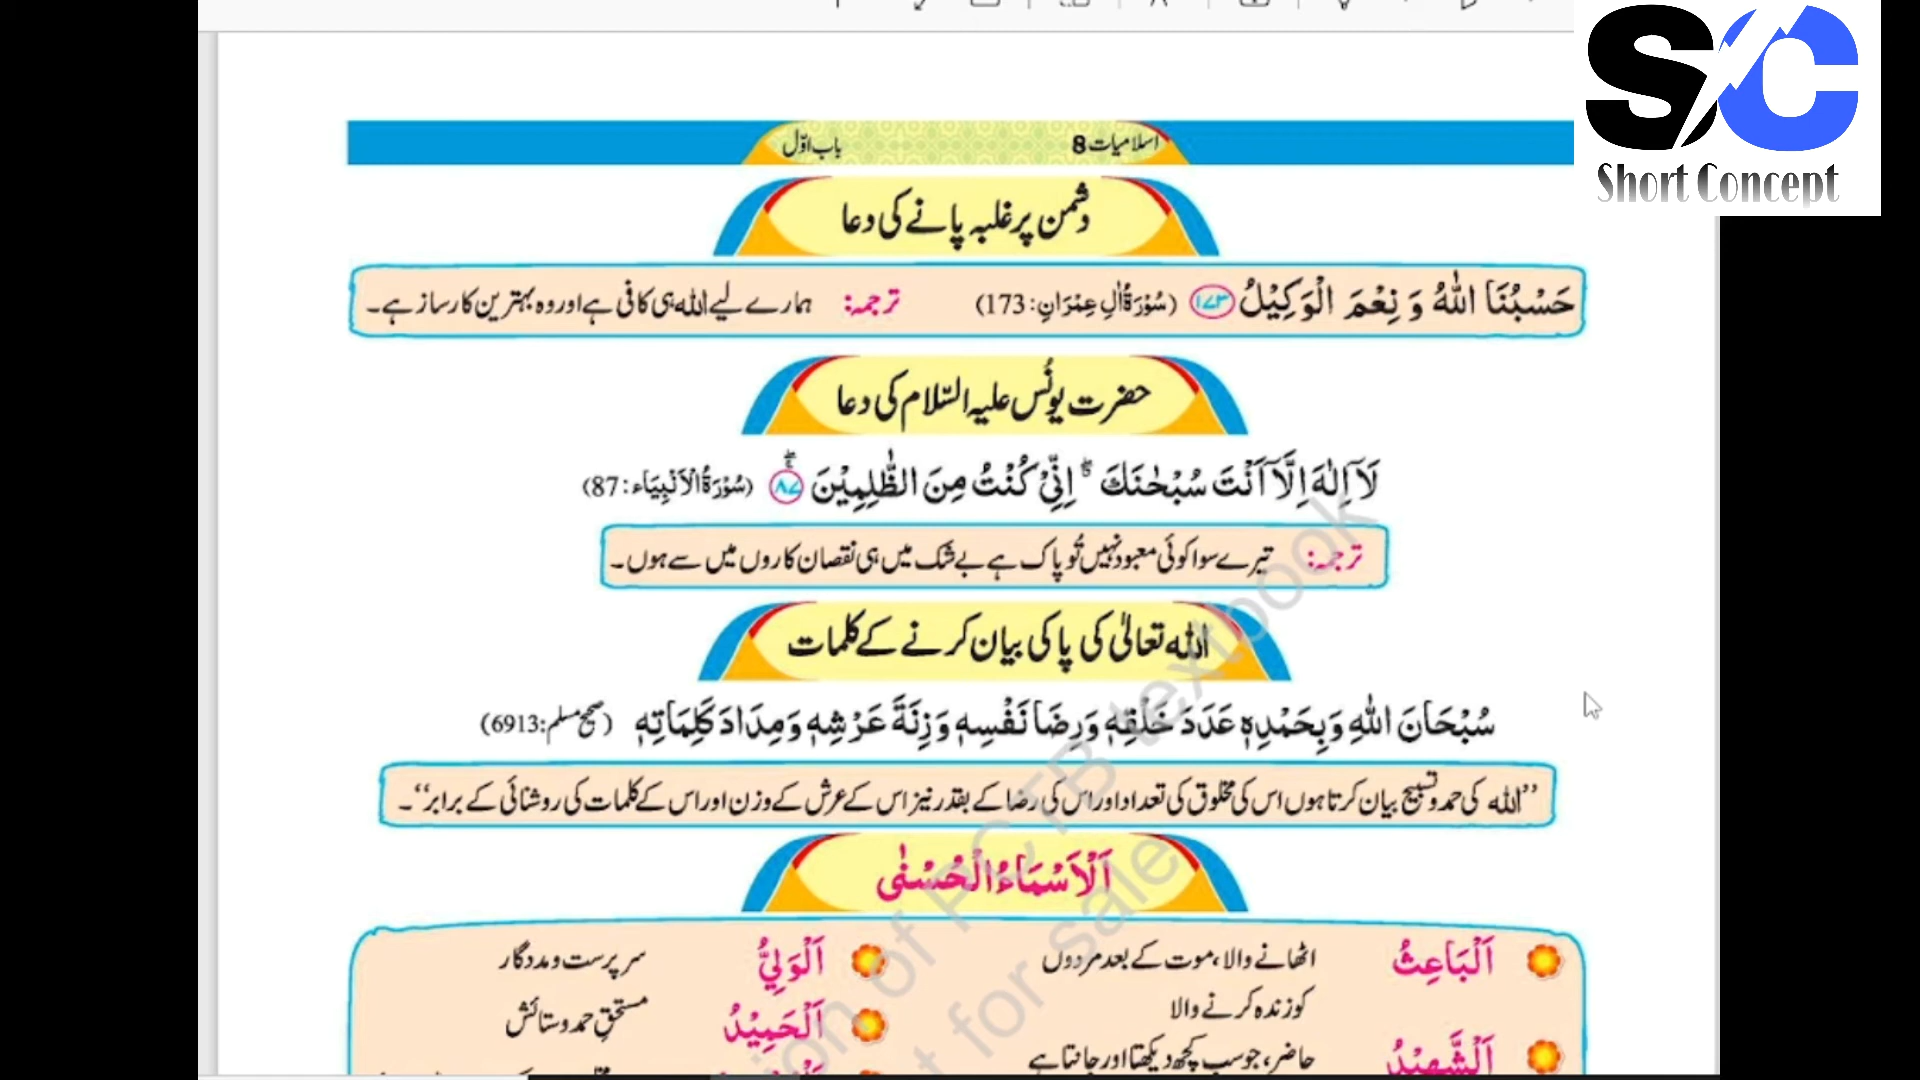 Short Concept
اسلامیات 8
باب اوّل
دشمن پر غلبہ پانے کی دعا
حَسْبُنَا اللّٰهُ وَ نِعْمَ الْوَكِيْلُ ۱۷۳ (سُوْرَۃُ اٰلِ عِمْرَان: 173) ترجمہ: ہمارے لیے اللہ ہی کافی ہے اور وہ بہترین کارساز ہے۔
حضرت یُونُس علیہ السّلام کی دعا
لَاۤ اِلٰهَ اِلَّاۤ اَنْتَ سُبْحٰنَكَ ۖ اِنِّيْ كُنْتُ مِنَ الظّٰلِمِيْنَ ۸۷ (سُوْرَۃُ الْاَنْۢبِيَاء: 87)
ترجمہ: تیرے سوا کوئی معبود نہیں تُو پاک ہے بے شک میں ہی نقصان کاروں میں سے ہوں۔
اللہ تعالیٰ کی پاکی بیان کرنے کے کلمات
سُبْحَانَ اللّٰهِ وَبِحَمْدِهٖ عَدَدَ خَلْقِهٖ وَرِضَا نَفْسِهٖ وَزِنَةَ عَرْشِهٖ وَمِدَادَ كَلِمَاتِهٖ (صحیح مسلم: 6913)
’’اللہ کی حمد و تسبیح بیان کرتا ہوں اس کی مخلوق کی تعداد اور اس کی رضا کے بقدر نیز اس کے عرش کے وزن اور اس کے کلمات کی روشنائی کے برابر‘‘۔
اَلْاَسْمَاءُ الْحُسْنٰى
اَلْبَاعِثُ اٹھانے والا، موت کے بعد مردوں
کو زندہ کرنے والا
اَلشَّهِيْدُ حاضر، جو سب کچھ دیکھتا اور جانتا ہے
اَلْوَلِيُّ سرپرست و مددگار
اَلْحَمِيْدُ مستحقِ حمد و ستائش